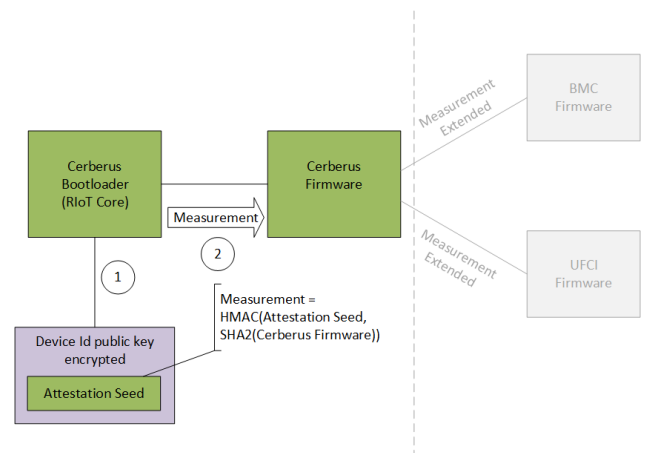 Cerberus
Bootloader
(RIoT Core)
Measurement
Cerberus
Firmware
Measurement
Extended
BMC
Firmware
Measurement
Extended
UFCI
Firmware
1
2
Measurement =
HMAC(Attestation Seed,
SHA2(Cerberus Firmware))
Device Id public key
encrypted
Attestation Seed